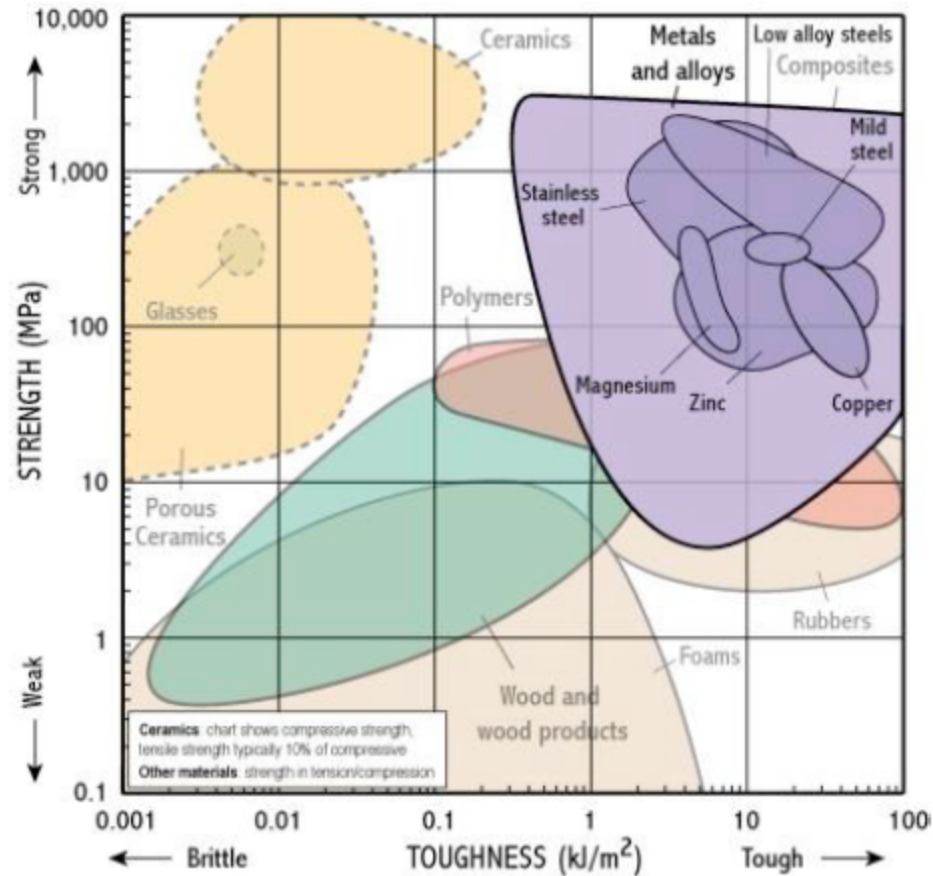 10,000
1,000
100
10
1
0.1
Strong
STRENGTH (MPa)
Weak
Ceramics
Metals
and alloys
Low alloy steels
Composites
Mild
steel
Stainless
steel
Glasses
Polymers
Magnesium
Zinc
Copper
Porous
Ceramics
Rubbers
Foams
Wood and
wood products
Ceramics: chart shows compressive strength,
tensile strength typically 10% of compressive
Other materials: strength in tension/compression
0.001
0.01
0.1
1
10
100
Brittle
TOUGHNESS (kJ/m²)
Tough